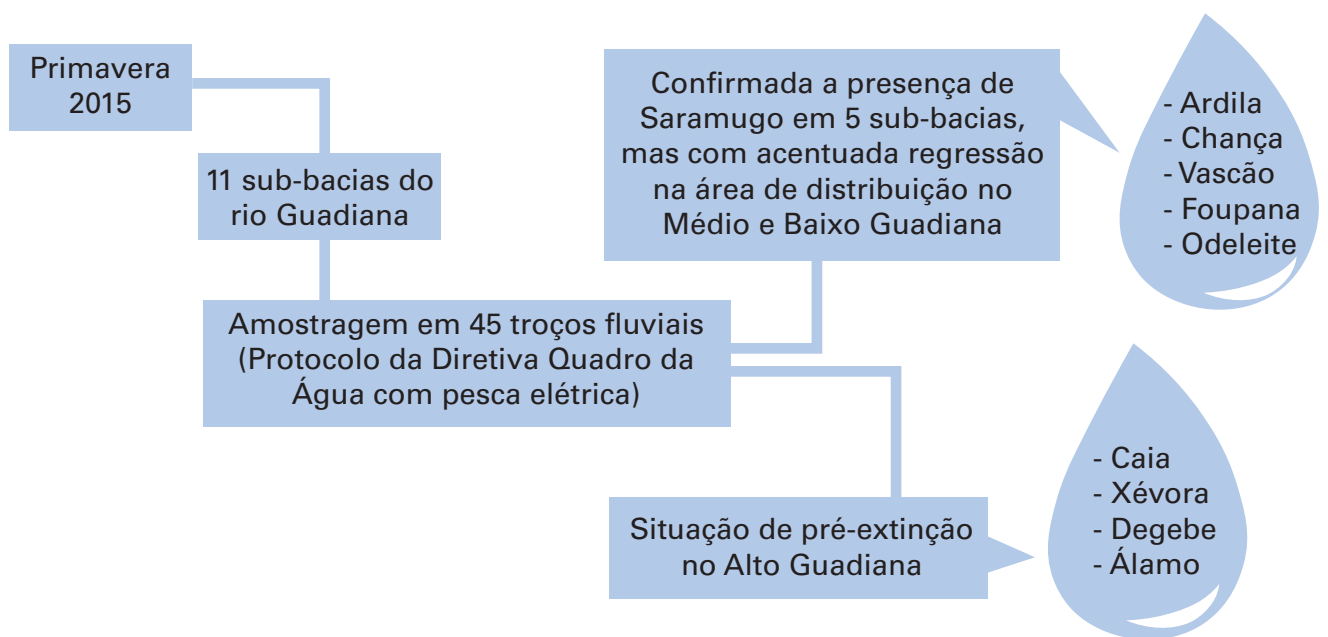 Primavera
2015
11 sub-bacias do
rio Guadiana
Amostragem em 45 troços fluviais
(Protocolo da Diretiva Quadro da
Água com pesca elétrica)
Confirmada a presença de
Saramugo em 5 sub-bacias,
mas com acentuada regressão
na área de distribuição no
Médio e Baixo Guadiana
- Ardila
- Chança
- Vascão
- Foupana
- Odeleite
Situação de pré-extinção
no Alto Guadiana
- Caia
- Xévora
- Degebe
- Álamo